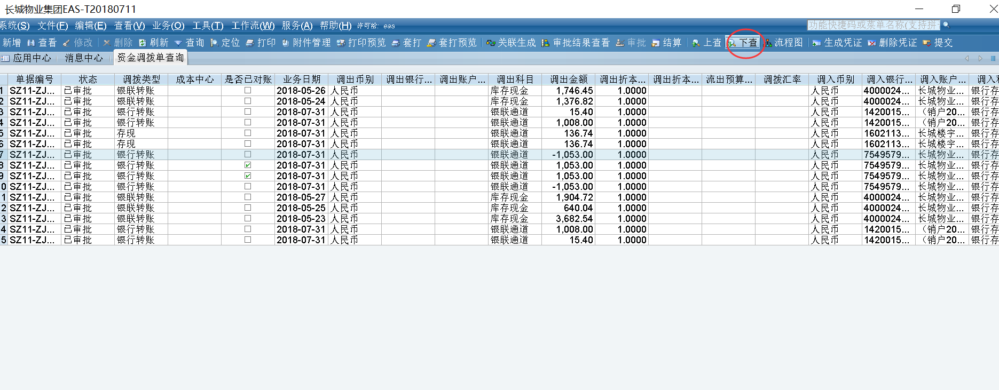 长城物业集团EAS-T20180711
系统(S) 文件(F) 编辑(E) 查看(V) 业务(O) 工具(T) 工作流(W) 服务(A) 帮助(H) 许可给: eas 功能快捷码或菜单名称(支持拼
新增 查看 修改 删除 刷新 查询 定位 打印 附件管理 打印预览 套打 套打预览 关联生成 审批结果查看 审批 结算 上查 下查 流程图 生成凭证 删除凭证 提交
应用中心 消息中心 资金调拨单查询
单据编号 状态 调拨类型 成本中心 是否已对账 业务日期 调出币别 调出银行... 调出账户... 调出科目 调出金额 调出折本... 调出折本... 流出预算... 调拨汇率 调入币别 调入银行... 调入账户... 调入
1 SZ11-ZJ... 已审批 银联转账 2018-05-26 人民币 库存现金 1,746.45 1.0000 人民币 4000024... 长城物业... 银行存
2 SZ11-ZJ... 已审批 银联转账 2018-05-24 人民币 库存现金 1,376.82 1.0000 人民币 4000024... 长城物业... 银行存
3 SZ11-ZJ... 已审批 银行转账 2018-07-31 人民币 银联通道 15.40 1.0000 人民币 1420015... （销户20... 银行存
4 SZ11-ZJ... 已审批 银行转账 2018-07-31 人民币 银联通道 1,008.00 1.0000 人民币 1420015... （销户20... 银行存
5 SZ11-ZJ... 已审批 存现 2018-07-31 人民币 银联通道 136.74 1.0000 人民币 1602113... 长城楼宇... 银行存
6 SZ11-ZJ... 已审批 存现 2018-07-31 人民币 银联通道 136.74 1.0000 人民币 1602113... 长城楼宇... 银行存
7 SZ11-ZJ... 已审批 银行转账 2018-07-31 人民币 银联通道 -1,053.00 1.0000 人民币 7549579... 长城物业... 银行存
8 SZ11-ZJ... 已审批 银行转账 2018-07-31 人民币 银联通道 1,053.00 1.0000 人民币 7549579... 长城物业... 银行存
9 SZ11-ZJ... 已审批 银行转账 2018-07-31 人民币 银联通道 1,053.00 1.0000 人民币 7549579... 长城物业... 银行存
0 SZ11-ZJ... 已审批 银行转账 2018-07-31 人民币 银联通道 -1,053.00 1.0000 人民币 7549579... 长城物业... 银行存
1 SZ11-ZJ... 已审批 银联转账 2018-05-27 人民币 库存现金 1,904.72 1.0000 人民币 4000024... 长城物业... 银行存
2 SZ11-ZJ... 已审批 银联转账 2018-05-25 人民币 库存现金 640.04 1.0000 人民币 4000024... 长城物业... 银行存
3 SZ11-ZJ... 已审批 银联转账 2018-05-23 人民币 库存现金 3,682.54 1.0000 人民币 4000024... 长城物业... 银行存
4 SZ11-ZJ... 已审批 银行转账 2018-07-31 人民币 银联通道 1,008.00 1.0000 人民币 1420015... （销户20... 银行存
5 SZ11-ZJ... 已审批 银行转账 2018-07-31 人民币 银联通道 15.40 1.0000 人民币 1420015... （销户20... 银行存